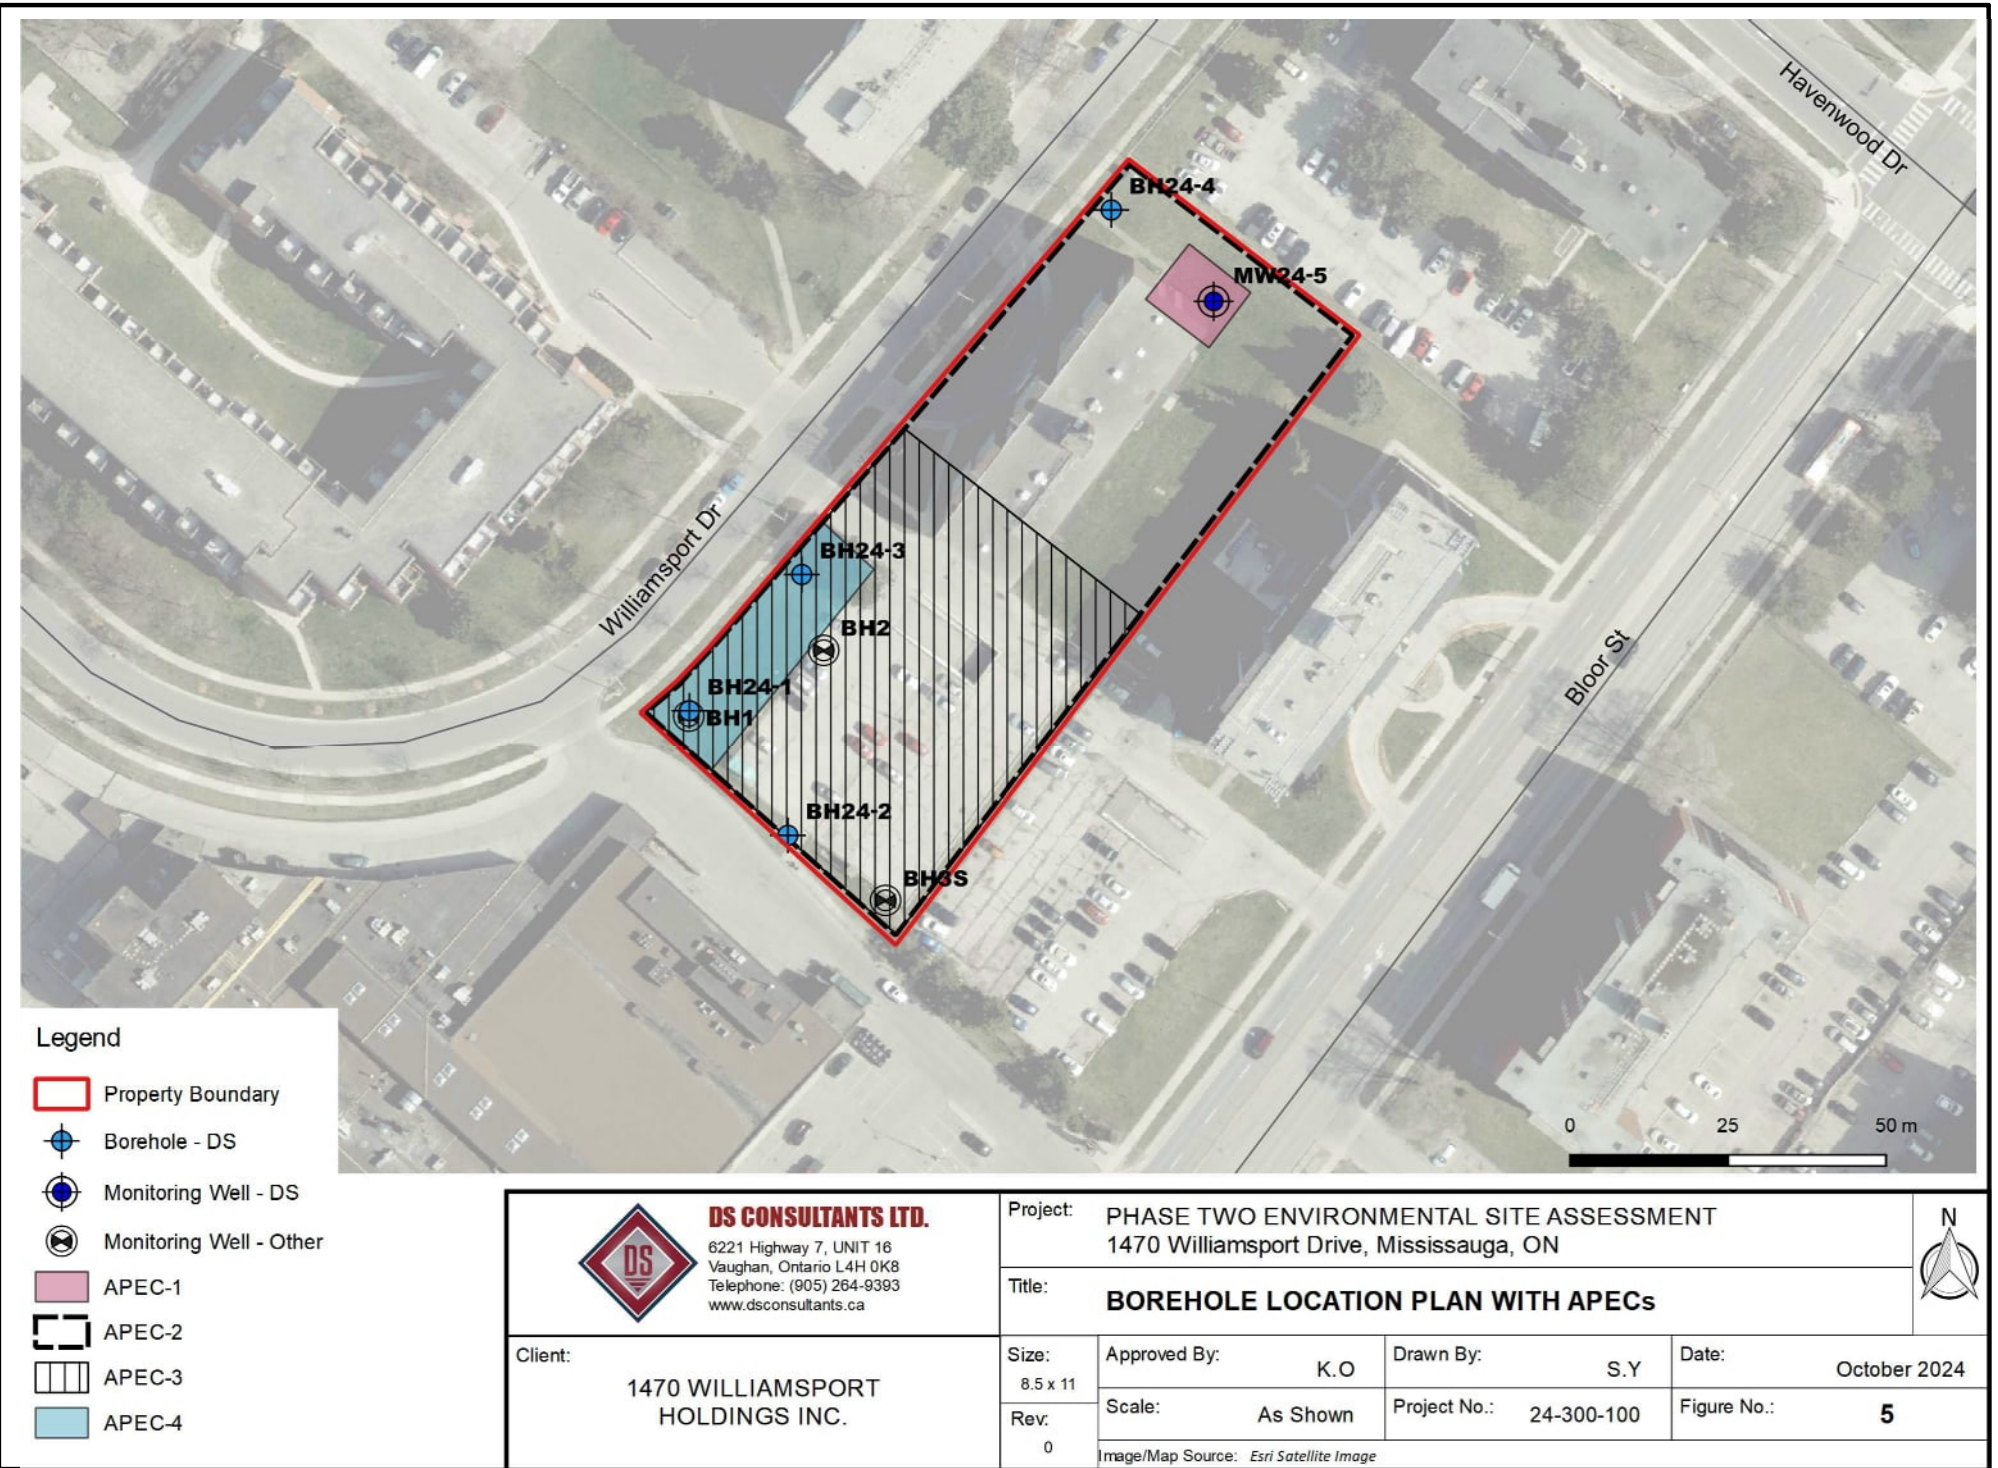 Havenwood Dr
BH24-4
MW24-5
Williamsport Dr
BH24-3
BH2
BH24-1
BH1
Bloor St
BH24-2
BH3S
0 25 50 m
Legend
Property Boundary
Borehole - DS
Monitoring Well - DS
Monitoring Well - Other
APEC-1
APEC-2
APEC-3
APEC-4
DS
DS CONSULTANTS LTD.
6221 Highway 7, UNIT 16
Vaughan, Ontario L4H 0K8
Telephone: (905) 264-9393
www.dsconsultants.ca
Client:
1470 WILLIAMSPORT
HOLDINGS INC.
Project:
PHASE TWO ENVIRONMENTAL SITE ASSESSMENT
1470 Williamsport Drive, Mississauga, ON
Title:
BOREHOLE LOCATION PLAN WITH APECs
N
Size:
8.5 x 11
Approved By:
K.O
Drawn By:
S.Y
Date:
October 2024
Rev:
0
Scale:
As Shown
Project No.:
24-300-100
Figure No.:
5
Image/Map Source: Esri Satellite Image